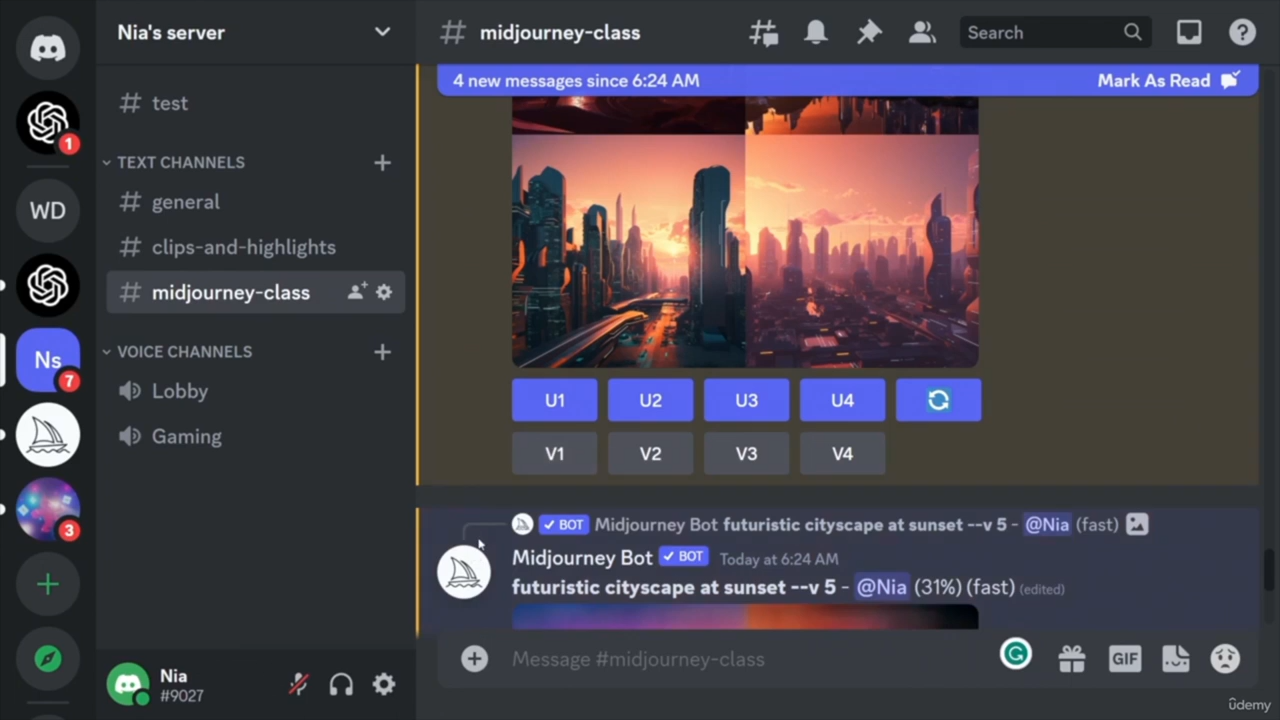 Nia's server
midjourney-class
Search
4 new messages since 6:24 AM
Mark As Read
1
test
TEXT CHANNELS
WD
general
clips-and-highlights
midjourney-class
Ns
7
VOICE CHANNELS
Lobby
Gaming
3
U1 U2 U3 U4
V1 V2 V3 V4
BOT Midjourney Bot futuristic cityscape at sunset --v 5 - @Nia (fast)
Midjourney Bot BOT Today at 6:24 AM
futuristic cityscape at sunset --v 5 - @Nia (31%) (fast) (edited)
Message #midjourney-class
GIF
Nia
#9027
ûdemy